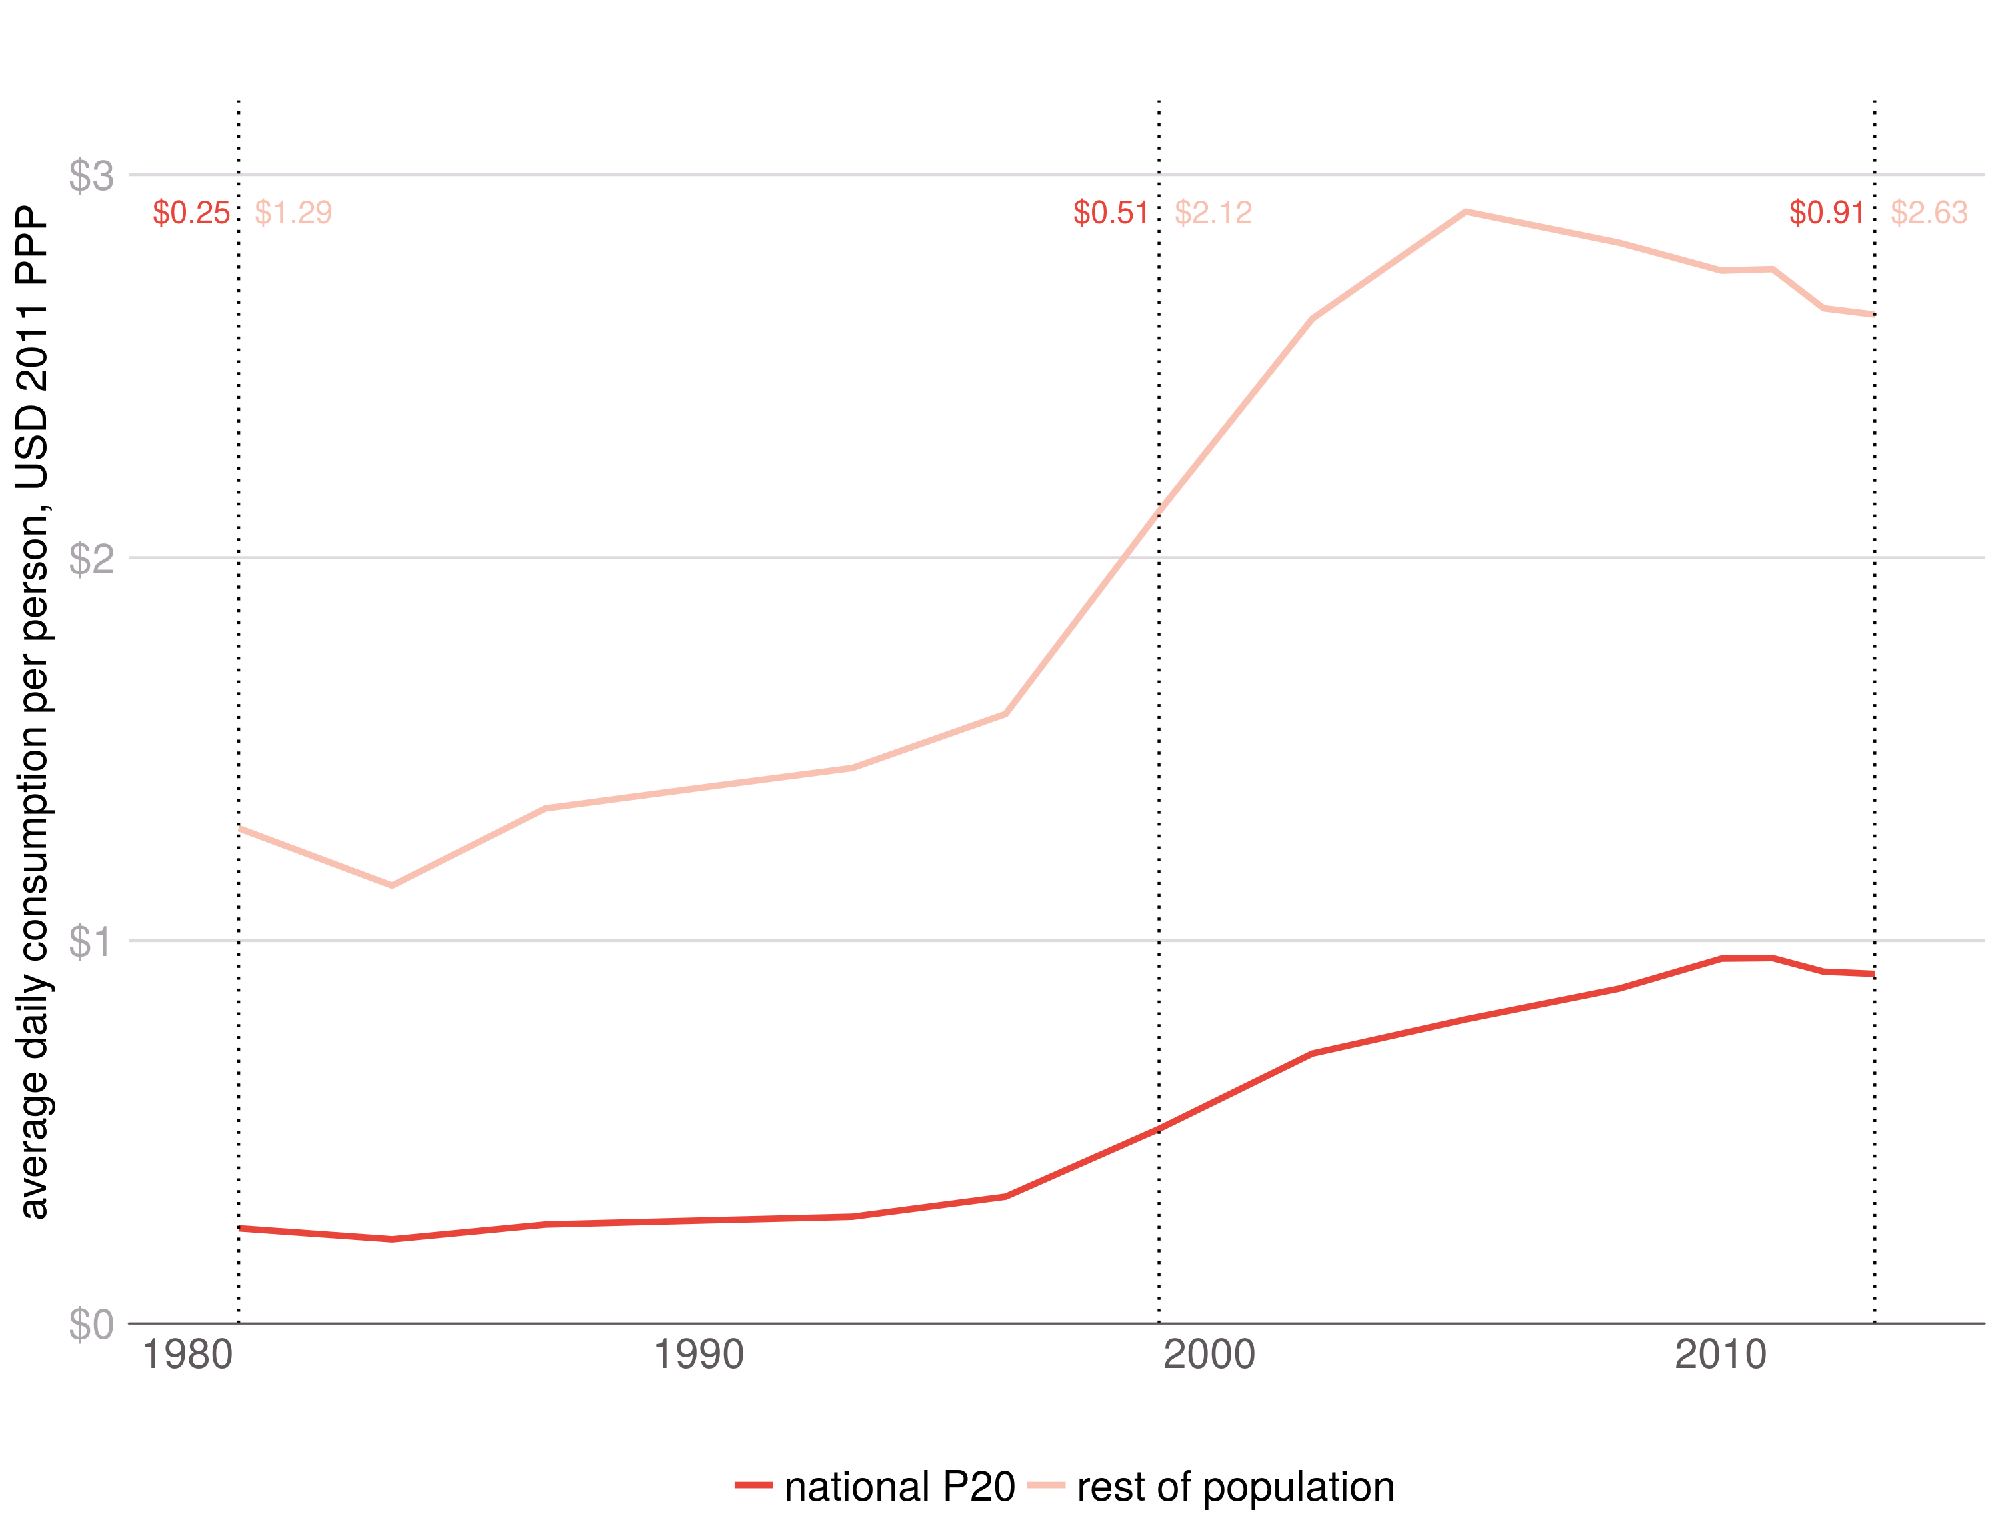 average daily consumption per person, USD 2011 PPP
$3
$0.25 $1.29 $0.51 $2.12 $0.91 $2.63
$2
$1
$0
1980 1990 2000 2010
national P20 rest of population